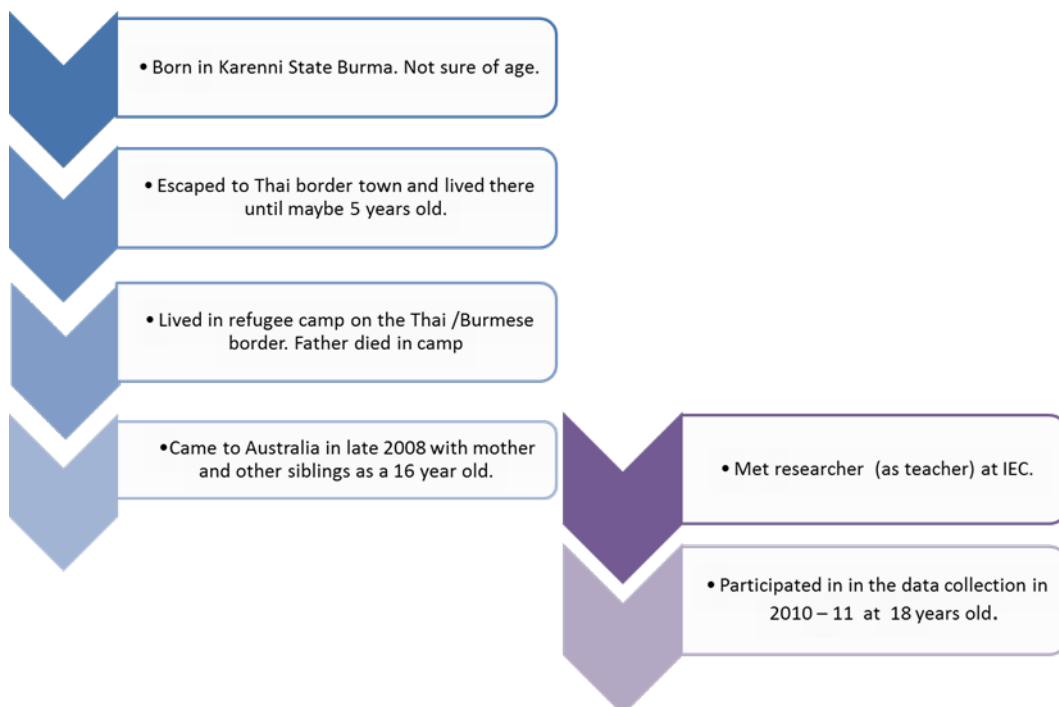 • Born in Karenni State Burma. Not sure of age.
• Escaped to Thai border town and lived there
until maybe 5 years old.
• Lived in refugee camp on the Thai /Burmese
border. Father died in camp
•Came to Australia in late 2008 with mother
and other siblings as a 16 year old.
• Met researcher (as teacher) at IEC.
• Participated in in the data collection in
2010 – 11 at 18 years old.